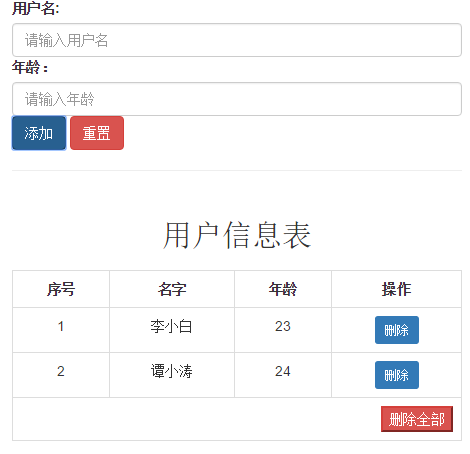 用户名:
请输入用户名
年龄：
请输入年龄
添加 重置
用户信息表
序号 名字 年龄 操作
1 李小白 23 删除
2 谭小涛 24 删除
删除全部